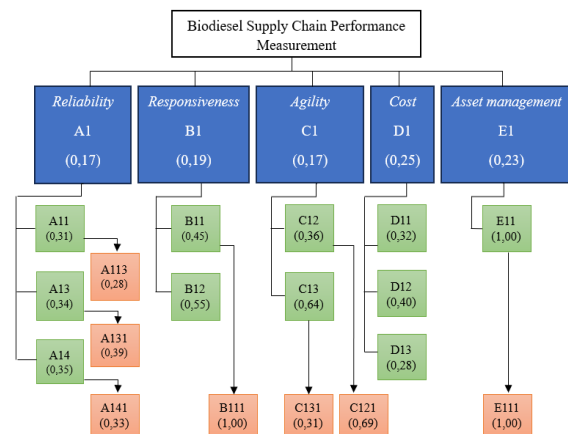 Biodiesel Supply Chain Performance
Measurement
Reliability
A1
(0,17)
Responsiveness
B1
(0,19)
Agility
C1
(0,17)
Cost
D1
(0,25)
Asset management
E1
(0,23)
A11
(0,31)
A113
(0,28)
A13
(0,34)
A131
(0,39)
A14
(0,35)
A141
(0,33)
B11
(0,45)
B12
(0,55)
B111
(1,00)
C12
(0,36)
C13
(0,64)
C131
(0,31)
C121
(0,69)
D11
(0,32)
D12
(0,40)
D13
(0,28)
E11
(1,00)
E111
(1,00)